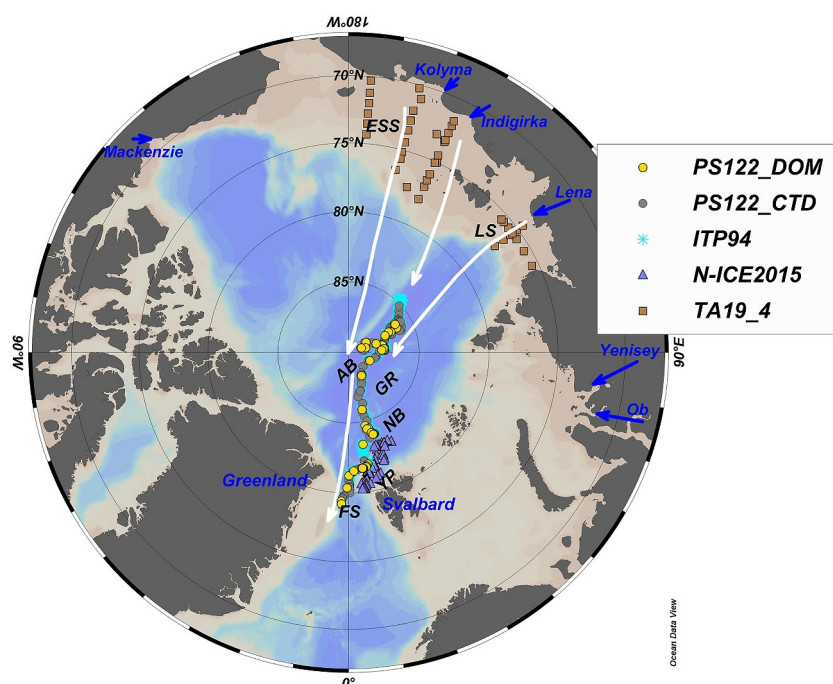 180°W
70°N
Kolyma
ESS
Indigirka
75°N
Mackenzie
PS122_DOM
Lena
PS122_CTD
80°N
LS
ITP94
N-ICE2015
85°N
TA19_4
90°W
90°E
Yenisey
AB
GR
Ob
NB
Greenland
YP
Svalbard
FS
Ocean Data View
0°